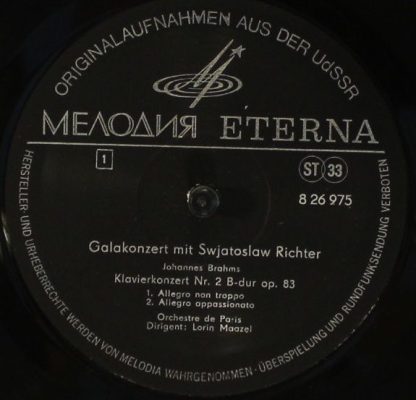 ORIGINALAUFNAHMEN AUS DER UdSSR
МЕЛОДИЯ ETERNA
1
ST 33
8 26 975
Galakonzert mit Swjatoslaw Richter
Johannes Brahms
Klavierkonzert Nr. 2 B-dur op. 83
1. Allegro non troppo
2. Allegro appassionato
Orchestre de Paris
Dirigent: Lorin Maazel
HERSTELLER- UND URHEBERRECHTE WERDEN VON MELODIA WAHRGENOMMEN · ÜBERSPIELUNG UND RUNDFUNKSENDUNG VERBOTEN